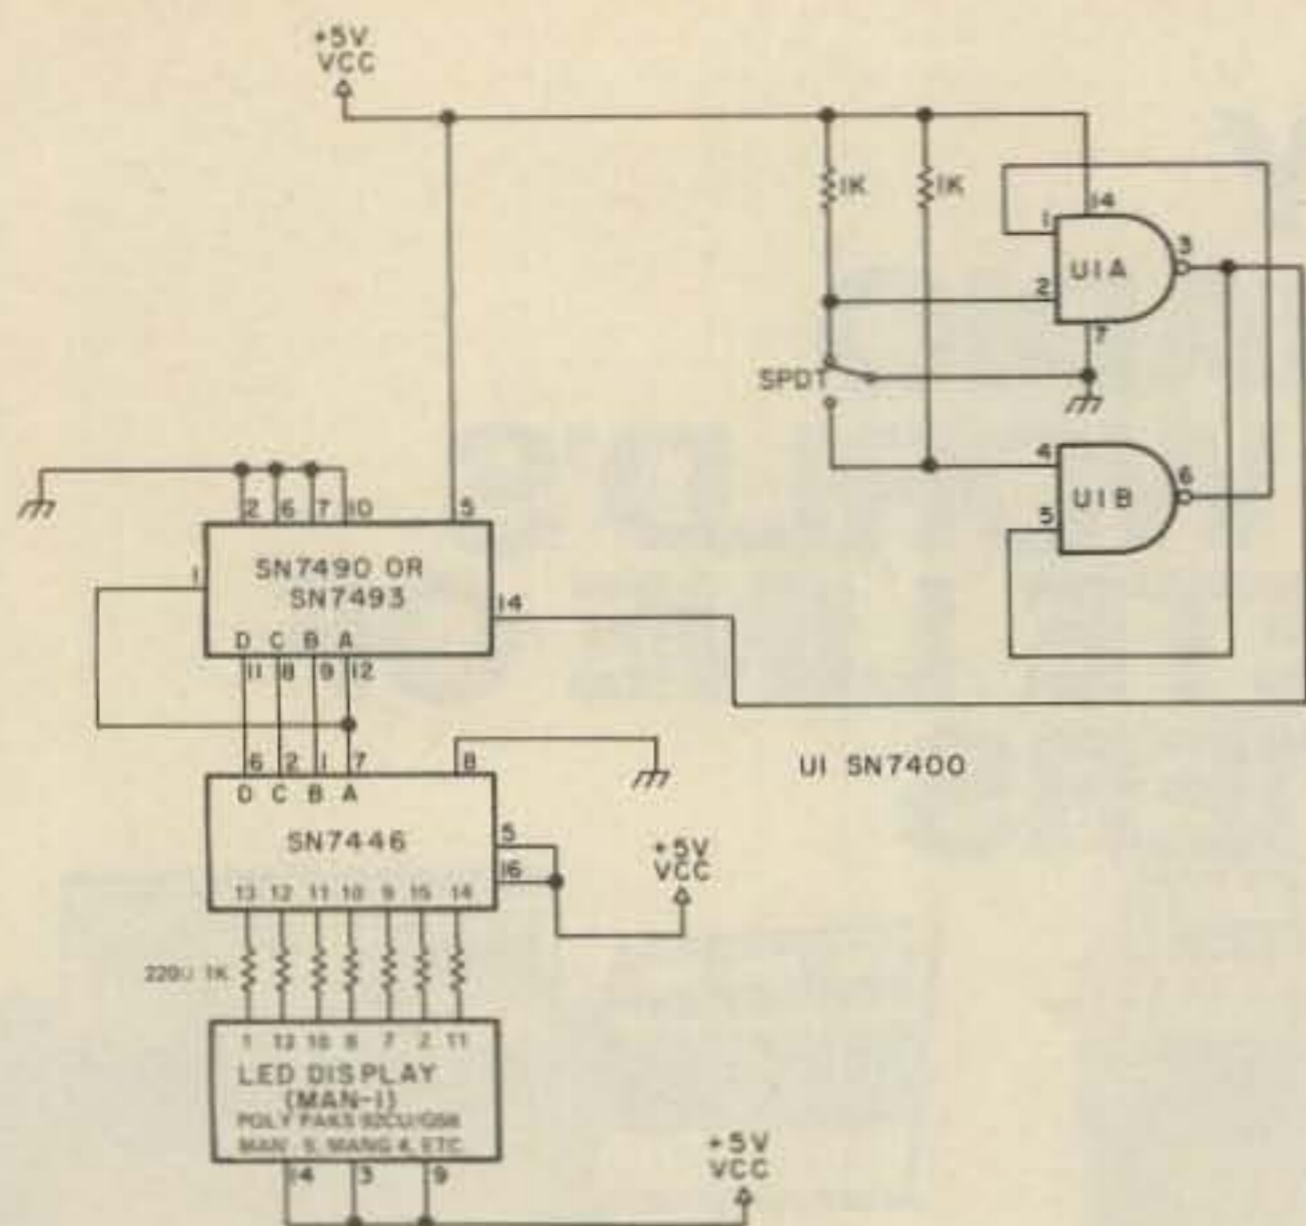 +5V
VCC
1K
1K
14
1
3
U1A
2
7
SPDT
4
6
U1B
5
2 6 7 10 5
1
SN7490 OR
SN7493
14
D C B A
11 8 9 12
U1 SN7400
6 2 1 7 8
D C B A
SN7446
5
16
+5V
VCC
13 12 11 10 9 15 14
1K
1 13 10 8 7 2 11
LED DISPLAY
(MAN-1)
POLY PAKS
MAN 5, MANG 4, ETC
14 3 9
+5V
VCC